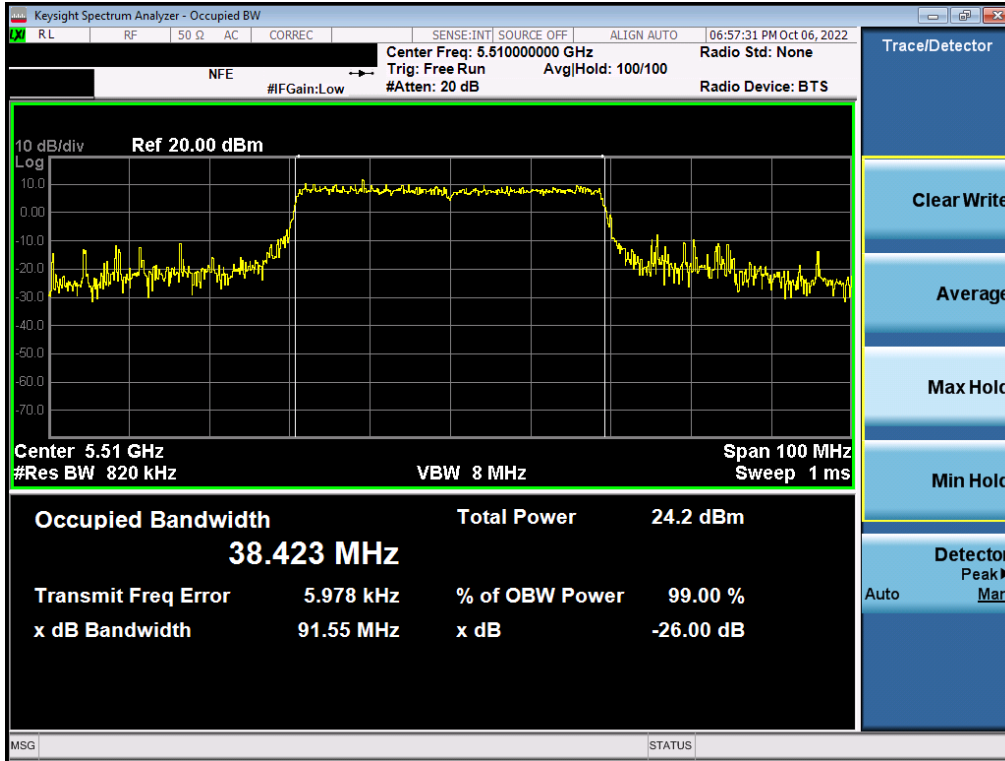 Keysight Spectrum Analyzer - Occupied BW
LXI RL RF 50 Ω AC CORREC SENSE:INT SOURCE OFF ALIGN AUTO 06:57:31 PM Oct 06, 2022
Center Freq: 5.510000000 GHz Radio Std: None
NFE Trig: Free Run Avg|Hold: 100/100
#IFGain:Low #Atten: 20 dB Radio Device: BTS
Trace/Detector
10 dB/div Ref 20.00 dBm
Log
10.0
0.00
-10.0
-20.0
-30.0
-40.0
-50.0
-60.0
-70.0
Center 5.51 GHz Span 100 MHz
#Res BW 820 kHz VBW 8 MHz Sweep 1 ms
Clear Write
Average
Max Hold
Min Hold
Detector
Peak
Auto Man
Occupied Bandwidth Total Power 24.2 dBm
38.423 MHz
Transmit Freq Error 5.978 kHz % of OBW Power 99.00 %
x dB Bandwidth 91.55 MHz x dB -26.00 dB
MSG STATUS